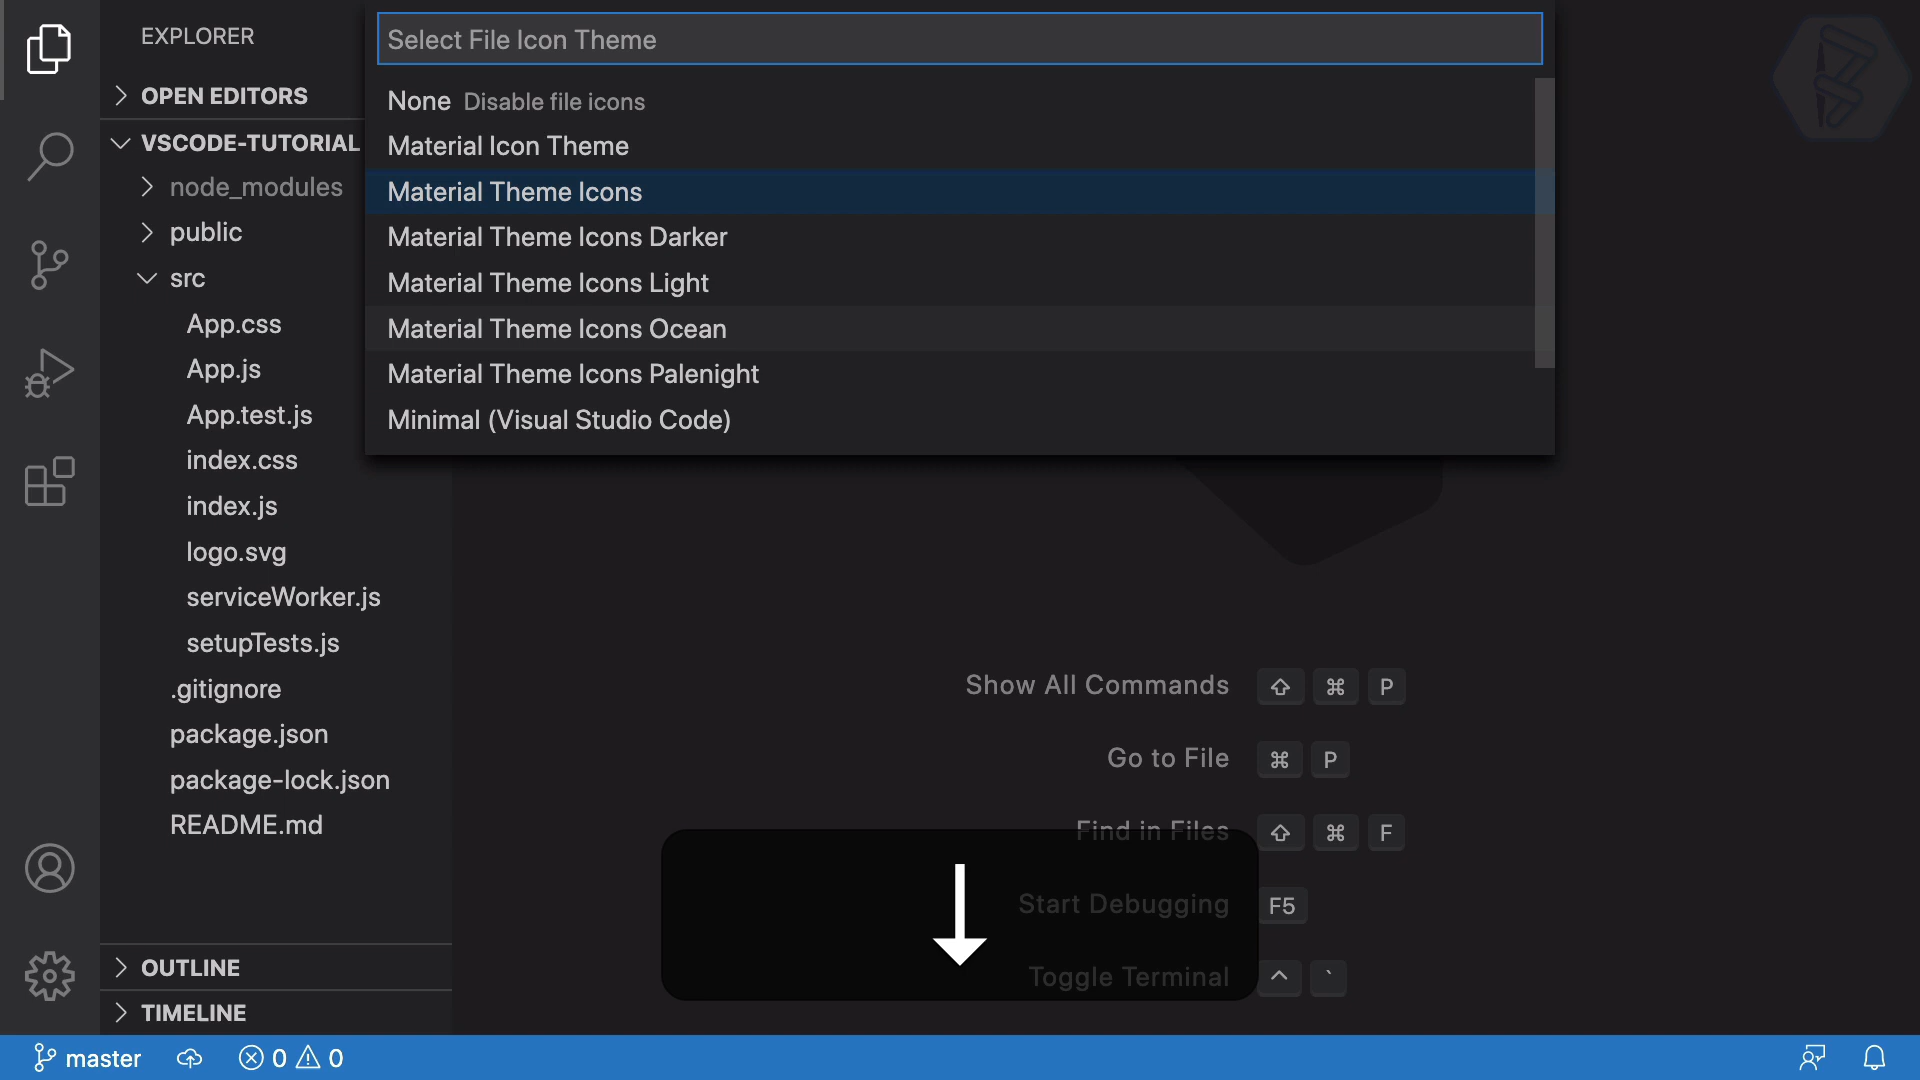 EXPLORER
OPEN EDITORS
VSCODE-TUTORIAL
node_modules
public
src
App.css
App.js
App.test.js
index.css
index.js
logo.svg
serviceWorker.js
setupTests.js
.gitignore
package.json
package-lock.json
README.md
OUTLINE
TIMELINE
Select File Icon Theme
None Disable file icons
Material Icon Theme
Material Theme Icons
Material Theme Icons Darker
Material Theme Icons Light
Material Theme Icons Ocean
Material Theme Icons Palenight
Minimal (Visual Studio Code)
Show All Commands ⇧ ⌘ P
Go to File ⌘ P
Find in Files ⇧ ⌘ F
Start Debugging F5
Toggle Terminal ^ `
master 0 0